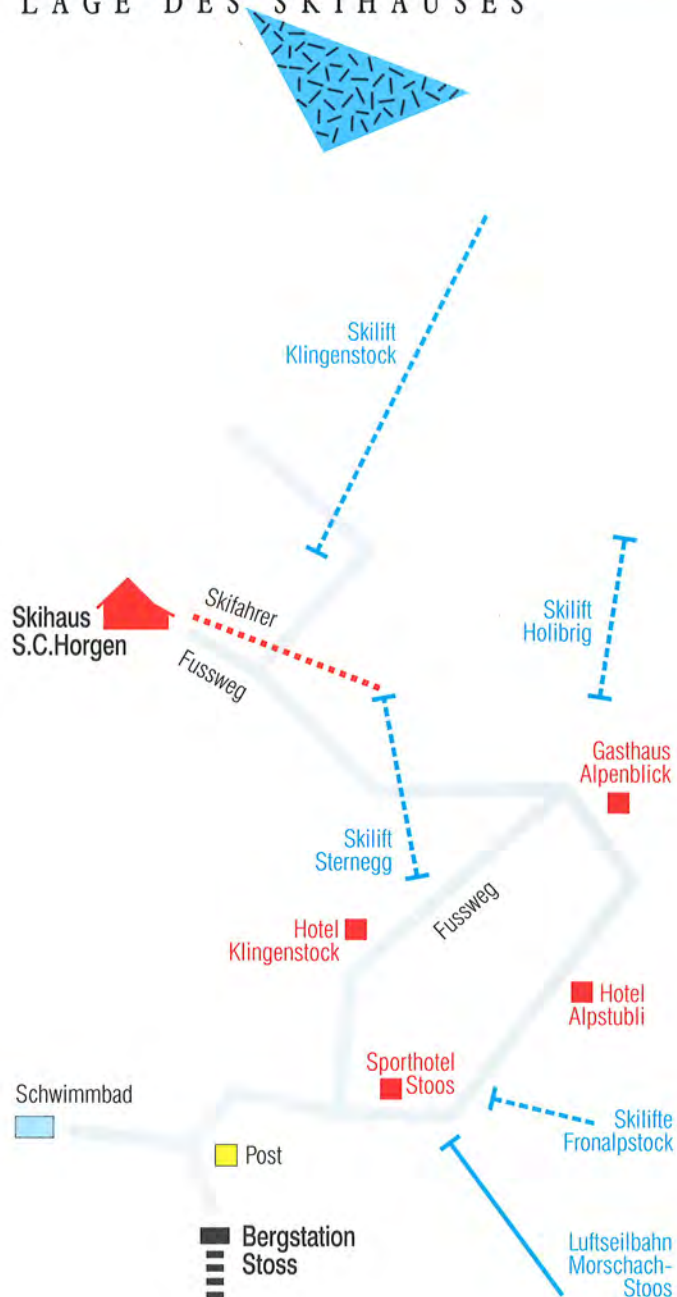 LAGE DES SKIHAUSES
Skilift
Klingenstock
Skihaus
S.C.Horgen
Skifahrer
Fussweg
Skilift
Holibrig
Gasthaus
Alpenblick
Skilift
Sternegg
Fussweg
Hotel
Klingenstock
Hotel
Alpstubli
Sporthotel
Stoos
Schwimmbad
Skilifte
Fronalpstock
Post
Bergstation
Stoss
Luftseilbahn
Morschach-
Stoos